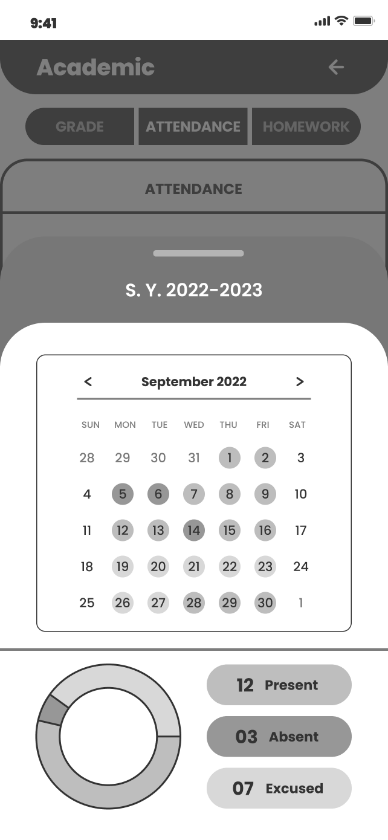 9:41
Academic
GRADE ATTENDANCE HOMEWORK
ATTENDANCE
S. Y. 2022-2023
< September 2022 >
SUN MON TUE WED THU FRI SAT
28 29 30 31 1 2 3
4 5 6 7 8 9 10
11 12 13 14 15 16 17
18 19 20 21 22 23 24
25 26 27 28 29 30 1
12 Present
03 Absent
07 Excused